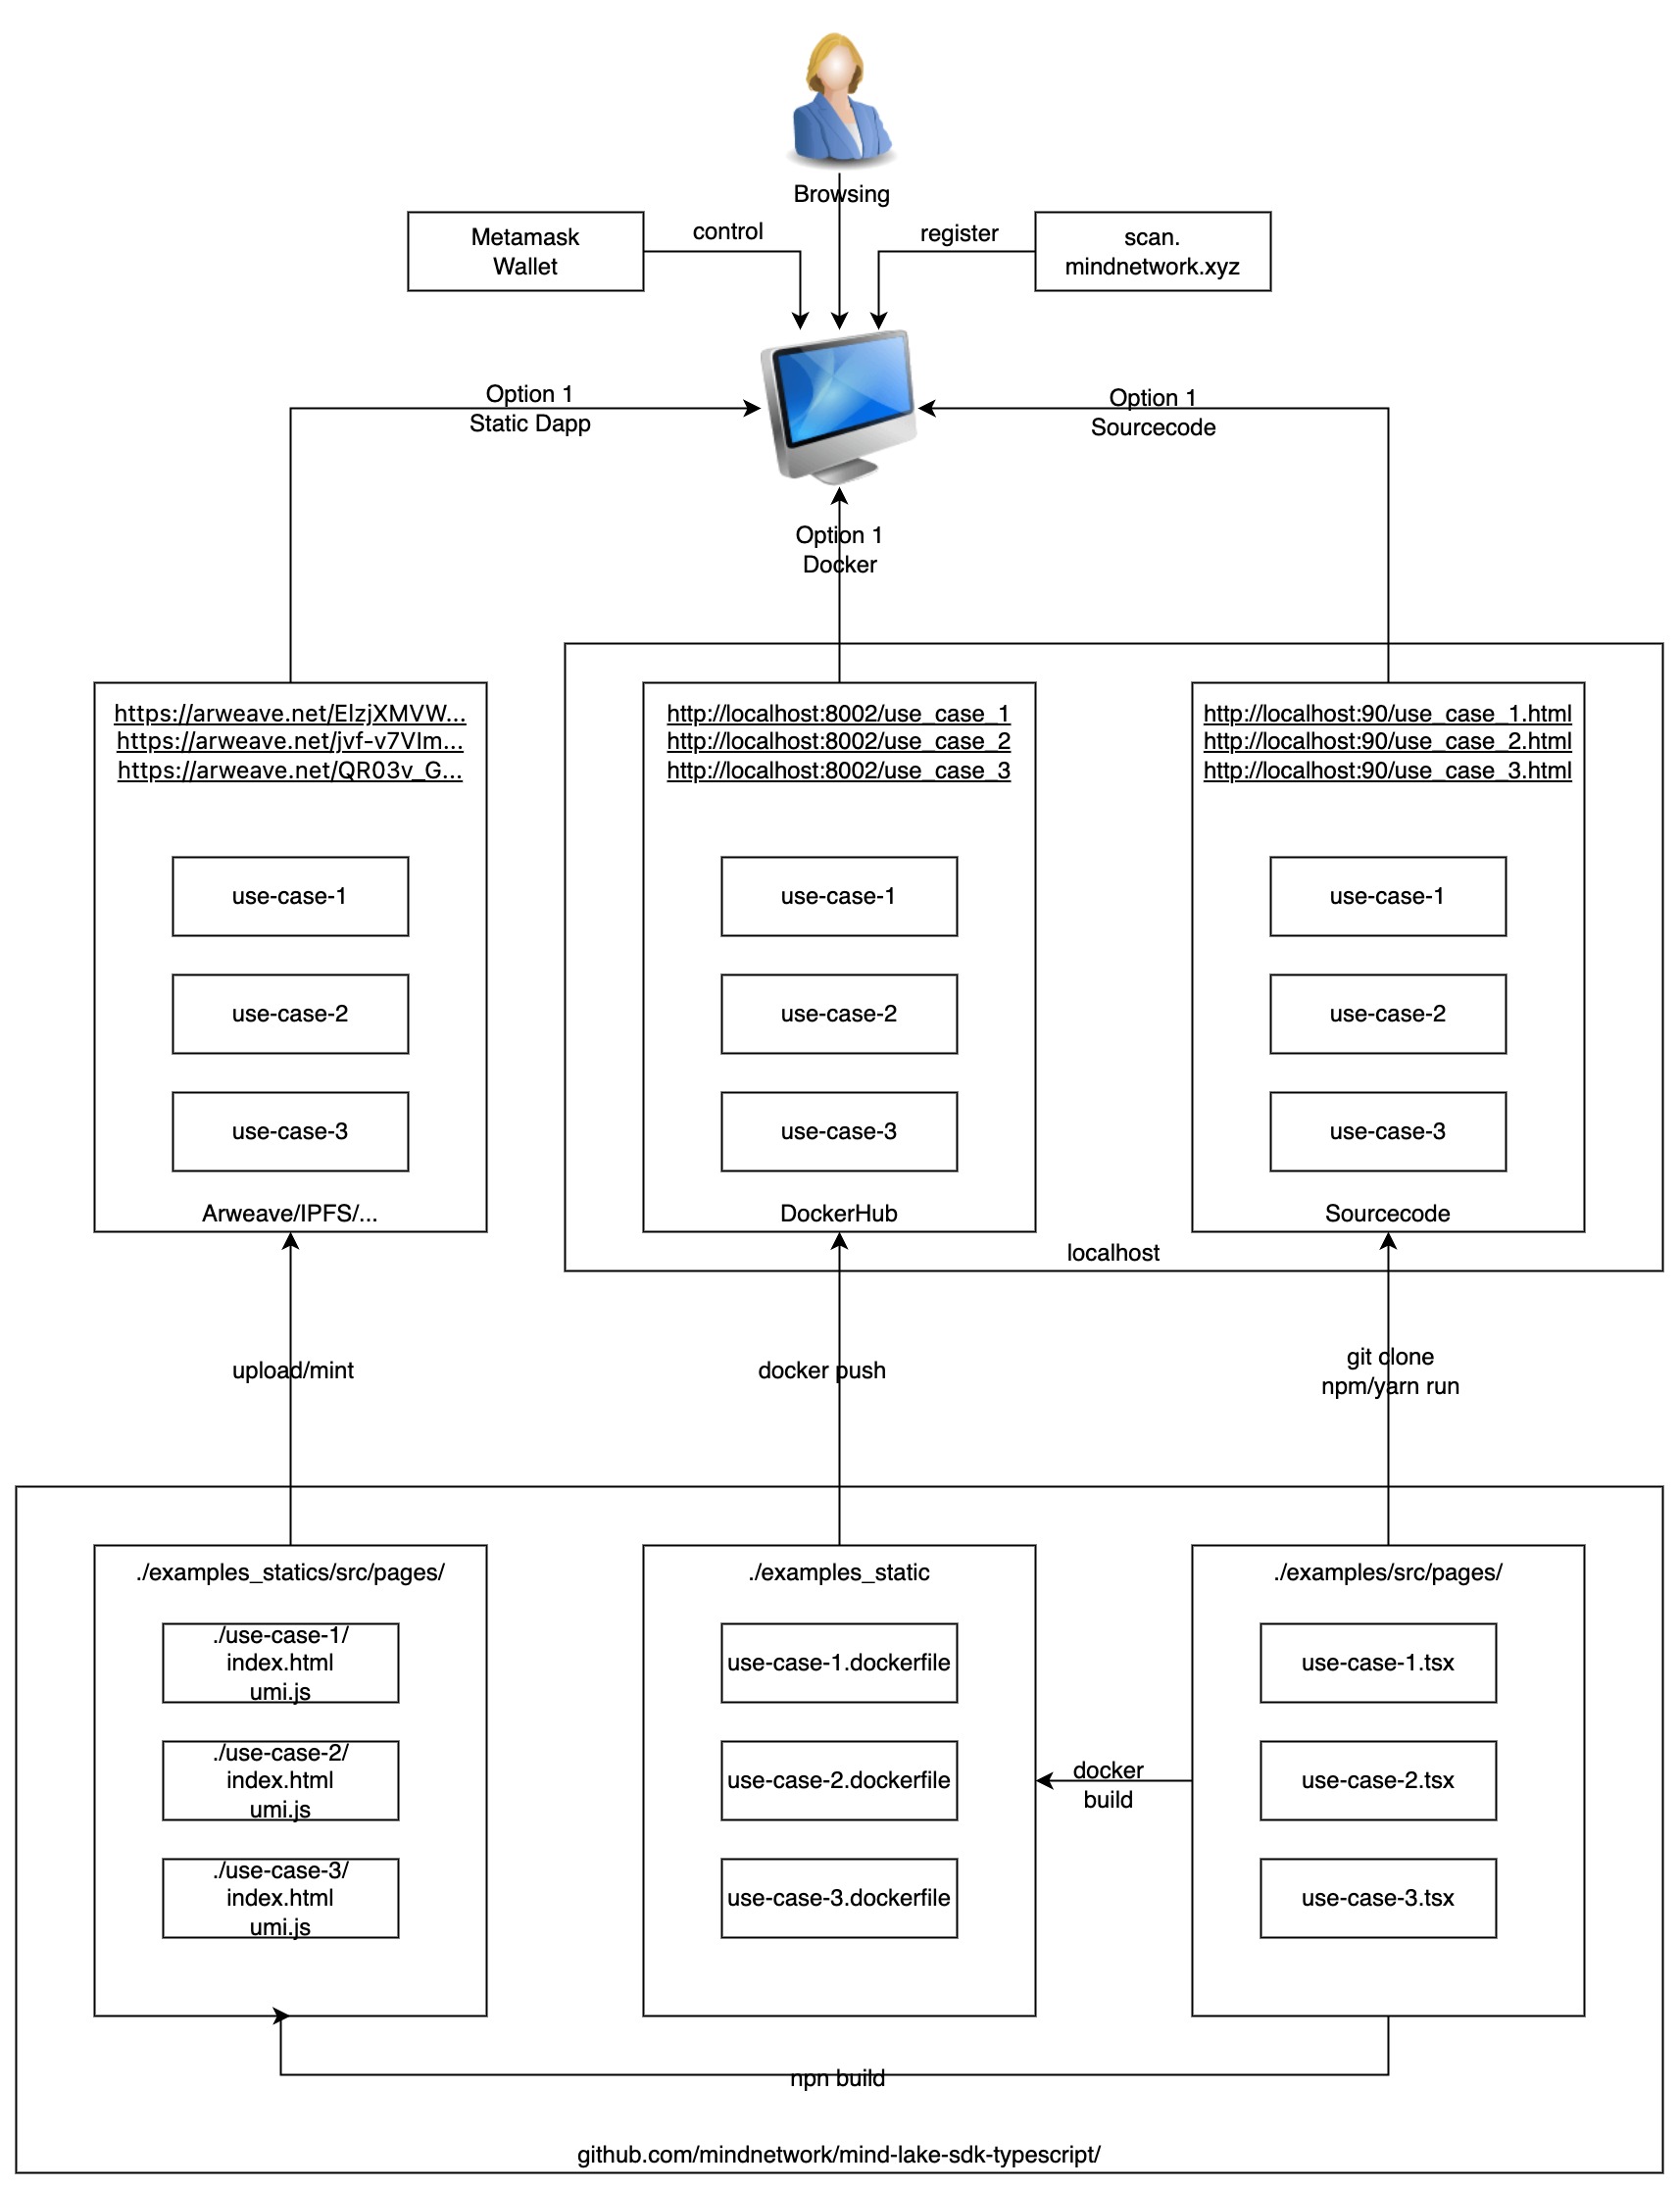 Browsing
Metamask
Wallet
control
register
scan.
mindnetwork.xyz
Option 1
Static Dapp
Option 1
Sourcecode
Option 1
Docker
https://arweave.net/ElzjXMVW...
https://arweave.net/jvf-v7Vlm...
https://arweave.net/QR03v_G...
use-case-1
use-case-2
use-case-3
Arweave/IPFS/...
http://localhost:8002/use_case_1
http://localhost:8002/use_case_2
http://localhost:8002/use_case_3
use-case-1
use-case-2
use-case-3
DockerHub
http://localhost:90/use_case_1.html
http://localhost:90/use_case_2.html
http://localhost:90/use_case_3.html
use-case-1
use-case-2
use-case-3
Sourcecode
localhost
upload/mint
docker push
git clone
npm/yarn run
./examples_statics/src/pages/
./use-case-1/
index.html
umi.js
./use-case-2/
index.html
umi.js
./use-case-3/
index.html
umi.js
./examples_static
use-case-1.dockerfile
use-case-2.dockerfile
use-case-3.dockerfile
docker
build
./examples/src/pages/
use-case-1.tsx
use-case-2.tsx
use-case-3.tsx
npn build
github.com/mindnetwork/mind-lake-sdk-typescript/